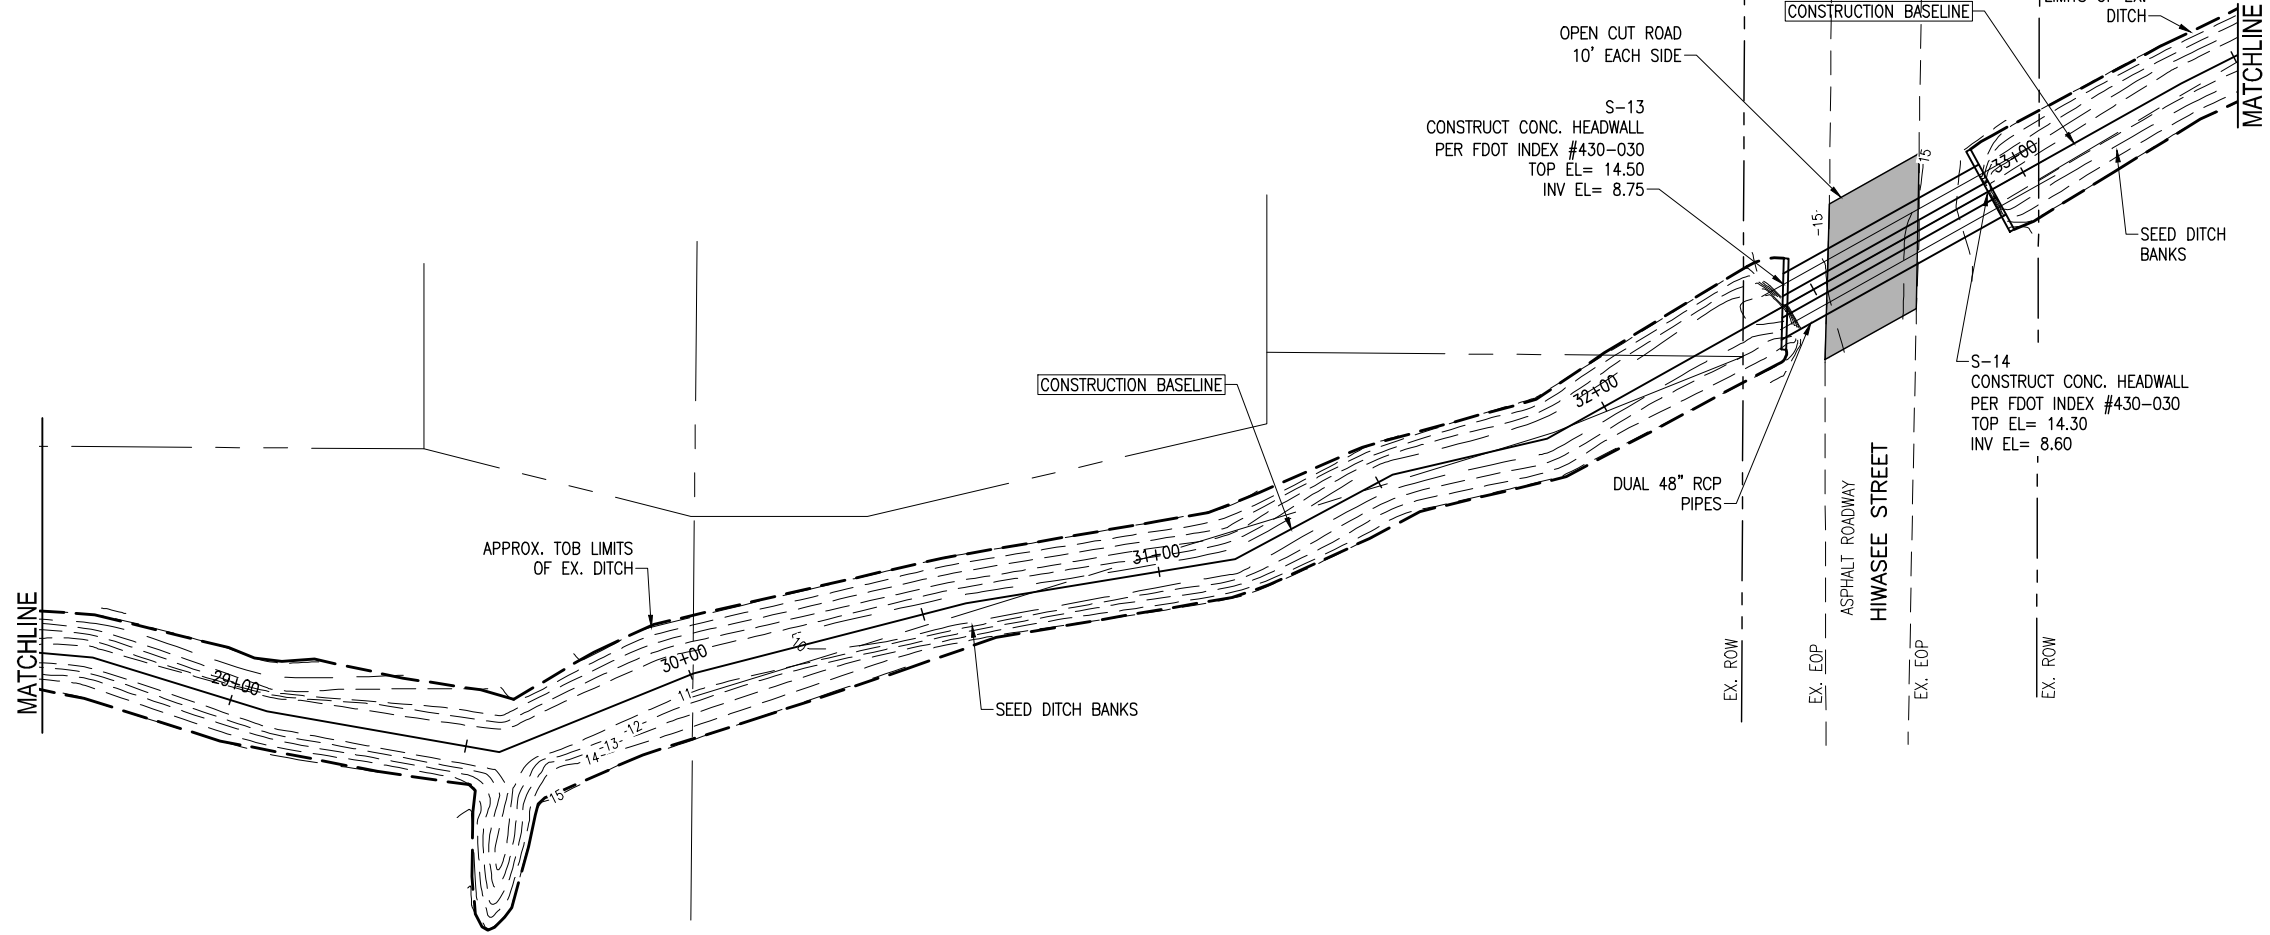 CONSTRUCTION BASELINE
DITCH
MATCHLINE
OPEN CUT ROAD
10' EACH SIDE
S-13
CONSTRUCT CONC. HEADWALL
PER FDOT INDEX #430-030
TOP EL= 14.50
INV EL= 8.75
15
-15-
33+00
SEED DITCH
BANKS
S-14
CONSTRUCT CONC. HEADWALL
PER FDOT INDEX #430-030
TOP EL= 14.30
INV EL= 8.60
CONSTRUCTION BASELINE
32+00
DUAL 48" RCP
PIPES
ASPHALT ROADWAY
HIWASEE STREET
APPROX. TOB LIMITS
OF EX. DITCH
31+00
MATCHLINE
29+00
30+00
10
11
-12-
-13-
14
15
SEED DITCH BANKS
EX. ROW
EX. EOP
EX. EOP
EX. ROW